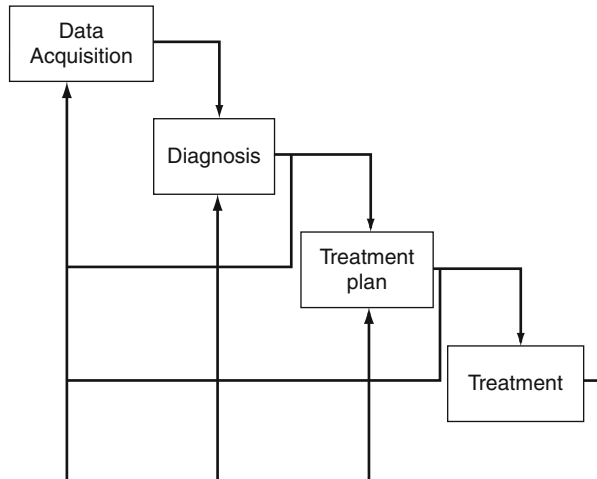 Data
Acquisition
Diagnosis
Treatment
plan
Treatment